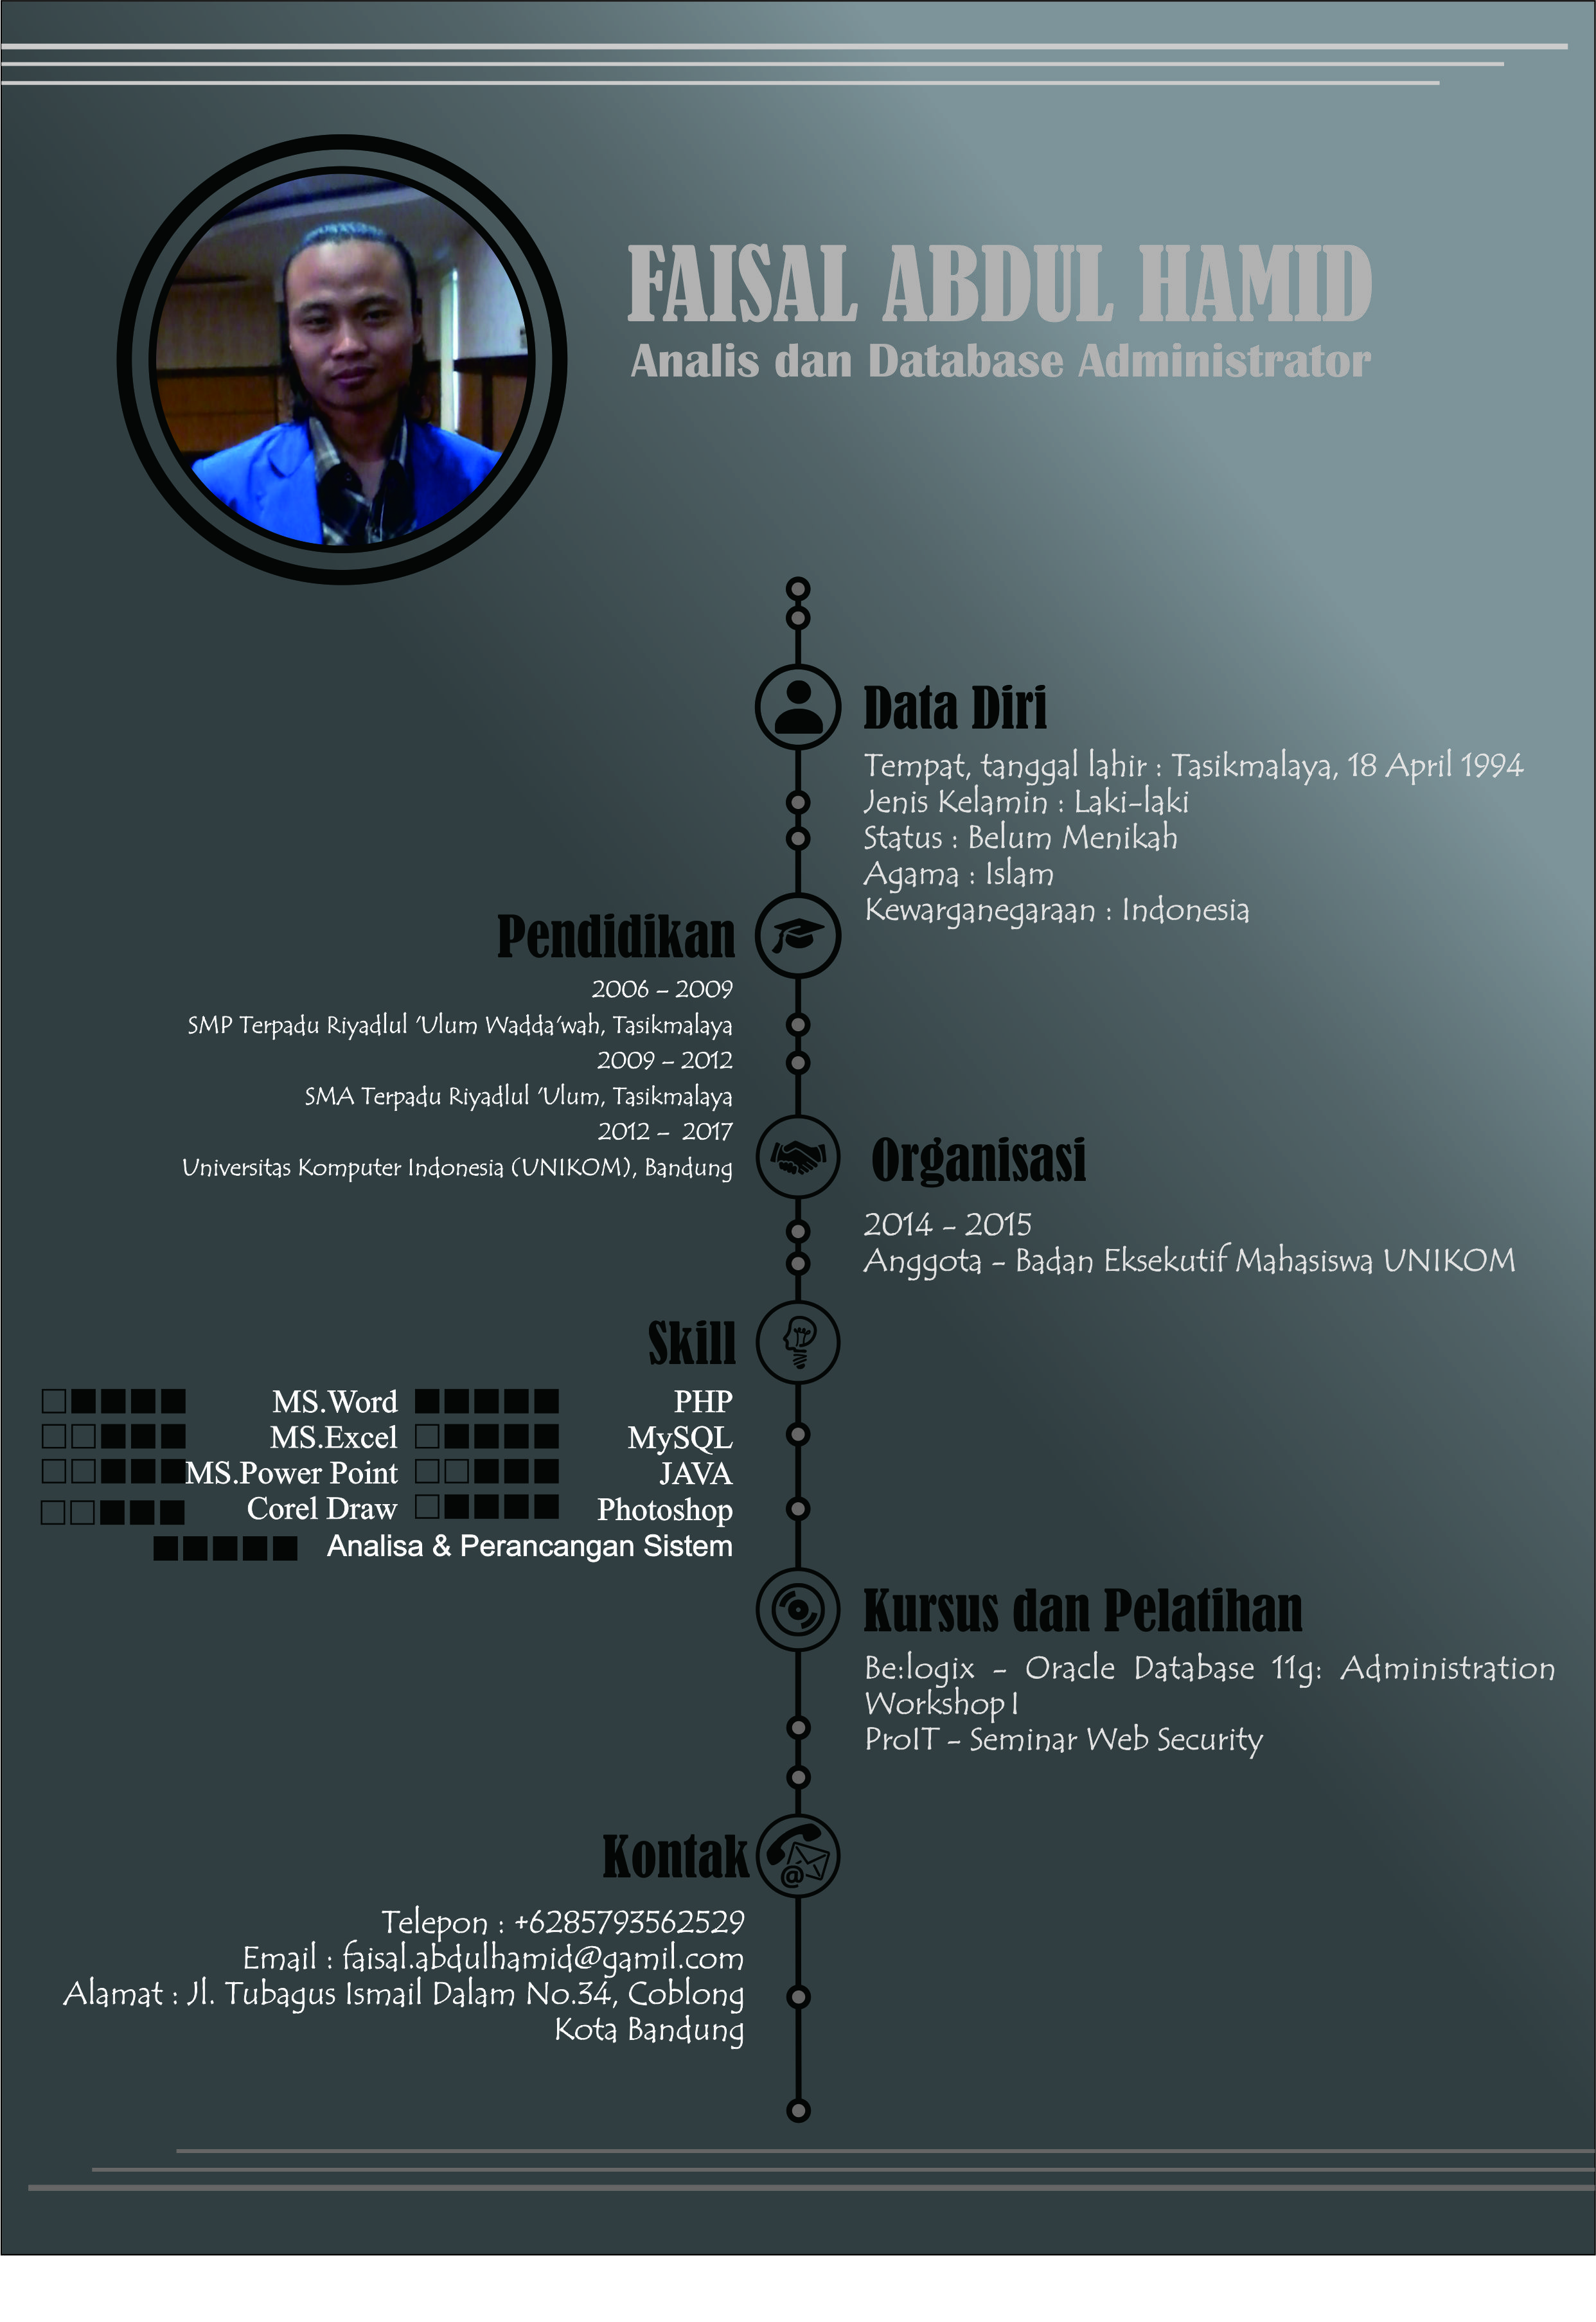 FAISAL ABDUL HAMID
Analis dan Database Administrator
Data Diri
Tempat, tanggal lahir : Tasikmalaya, 18 April 1994
Jenis Kelamin : Laki-laki
Status : Belum Menikah
Agama : Islam
Kewarganegaraan : Indonesia
Pendidikan
2006 – 2009
SMP Terpadu Riyadlul 'Ulum Wadda'wah, Tasikmalaya
2009 – 2012
SMA Terpadu Riyadlul 'Ulum, Tasikmalaya
2012 – 2017
Universitas Komputer Indonesia (UNIKOM), Bandung
Organisasi
2014 - 2015
Anggota - Badan Eksekutif Mahasiswa UNIKOM
Skill
MS.Word PHP
MS.Excel MySQL
MS.Power Point JAVA
Corel Draw Photoshop
Analisa & Perancangan Sistem
Kursus dan Pelatihan
Be:logix - Oracle Database 11g: Administration
Workshop I
ProIT - Seminar Web Security
Kontak
Telepon : +6285793562529
Email : faisal.abdulhamid@gamil.com
Alamat : Jl. Tubagus Ismail Dalam No.34, Coblong
Kota Bandung